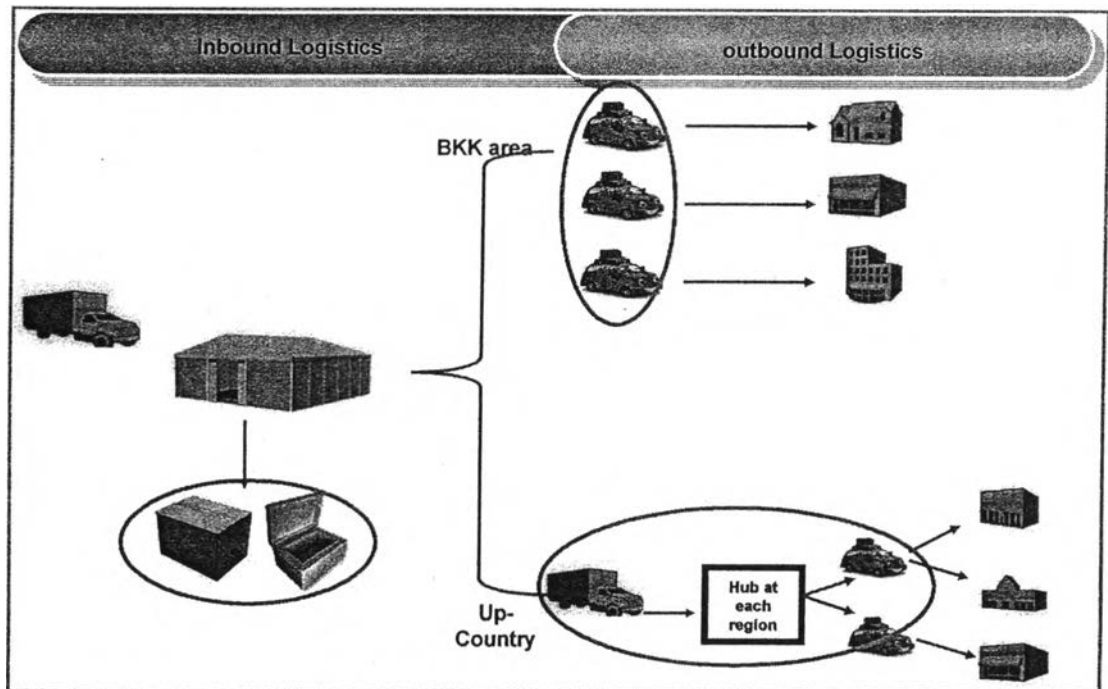 Inbound Logistics
outbound Logistics
BKK area
Up-
Country
Hub at
each
region